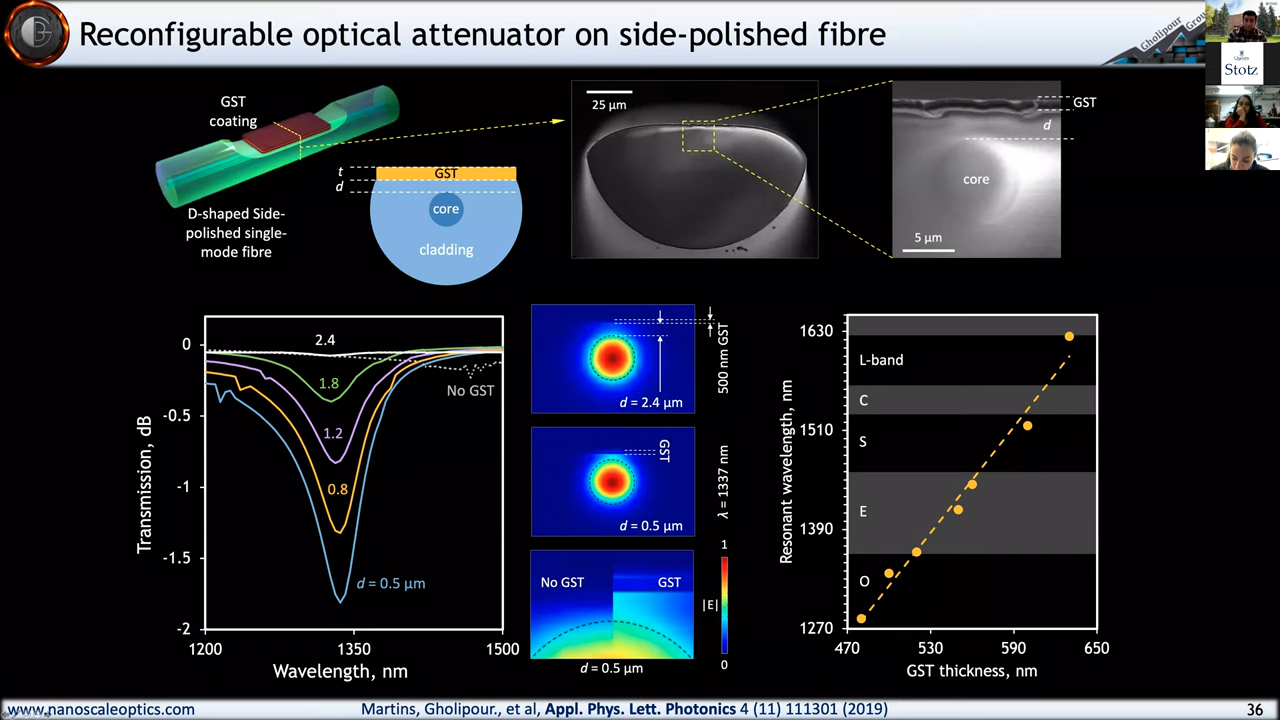 Reconfigurable optical attenuator on side-polished fibre
Gholipour Grou
Stotz
GST
coating
D-shaped Side-
polished single-
mode fibre
t
d
GST
core
cladding
25 µm
GST
d
core
5 µm
Transmission, dB
0
-0.5
-1
-1.5
-2
2.4
1.8
1.2
0.8
d = 0.5 µm
No GST
1200
1350
1500
Wavelength, nm
d = 2.4 µm
500 nm GST
GST
d = 0.5 µm
λ = 1337 nm
No GST
GST
d = 0.5 µm
1
|E|
0
Resonant wavelength, nm
1630
1510
1390
1270
L-band
C
S
E
O
470
530
590
650
GST thickness, nm
www.nanoscaleoptics.com
Martins, Gholipour., et al, Appl. Phys. Lett. Photonics 4 (11) 111301 (2019)
36